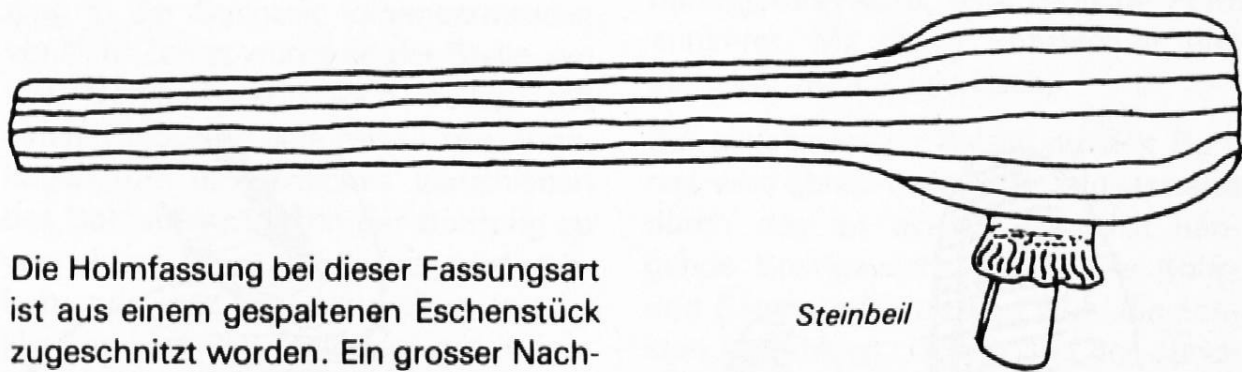 Die Holmfassung bei dieser Fassungsart
ist aus einem gespaltenen Eschenstück
zugeschnitzt worden. Ein grosser Nach-
Steinbeil